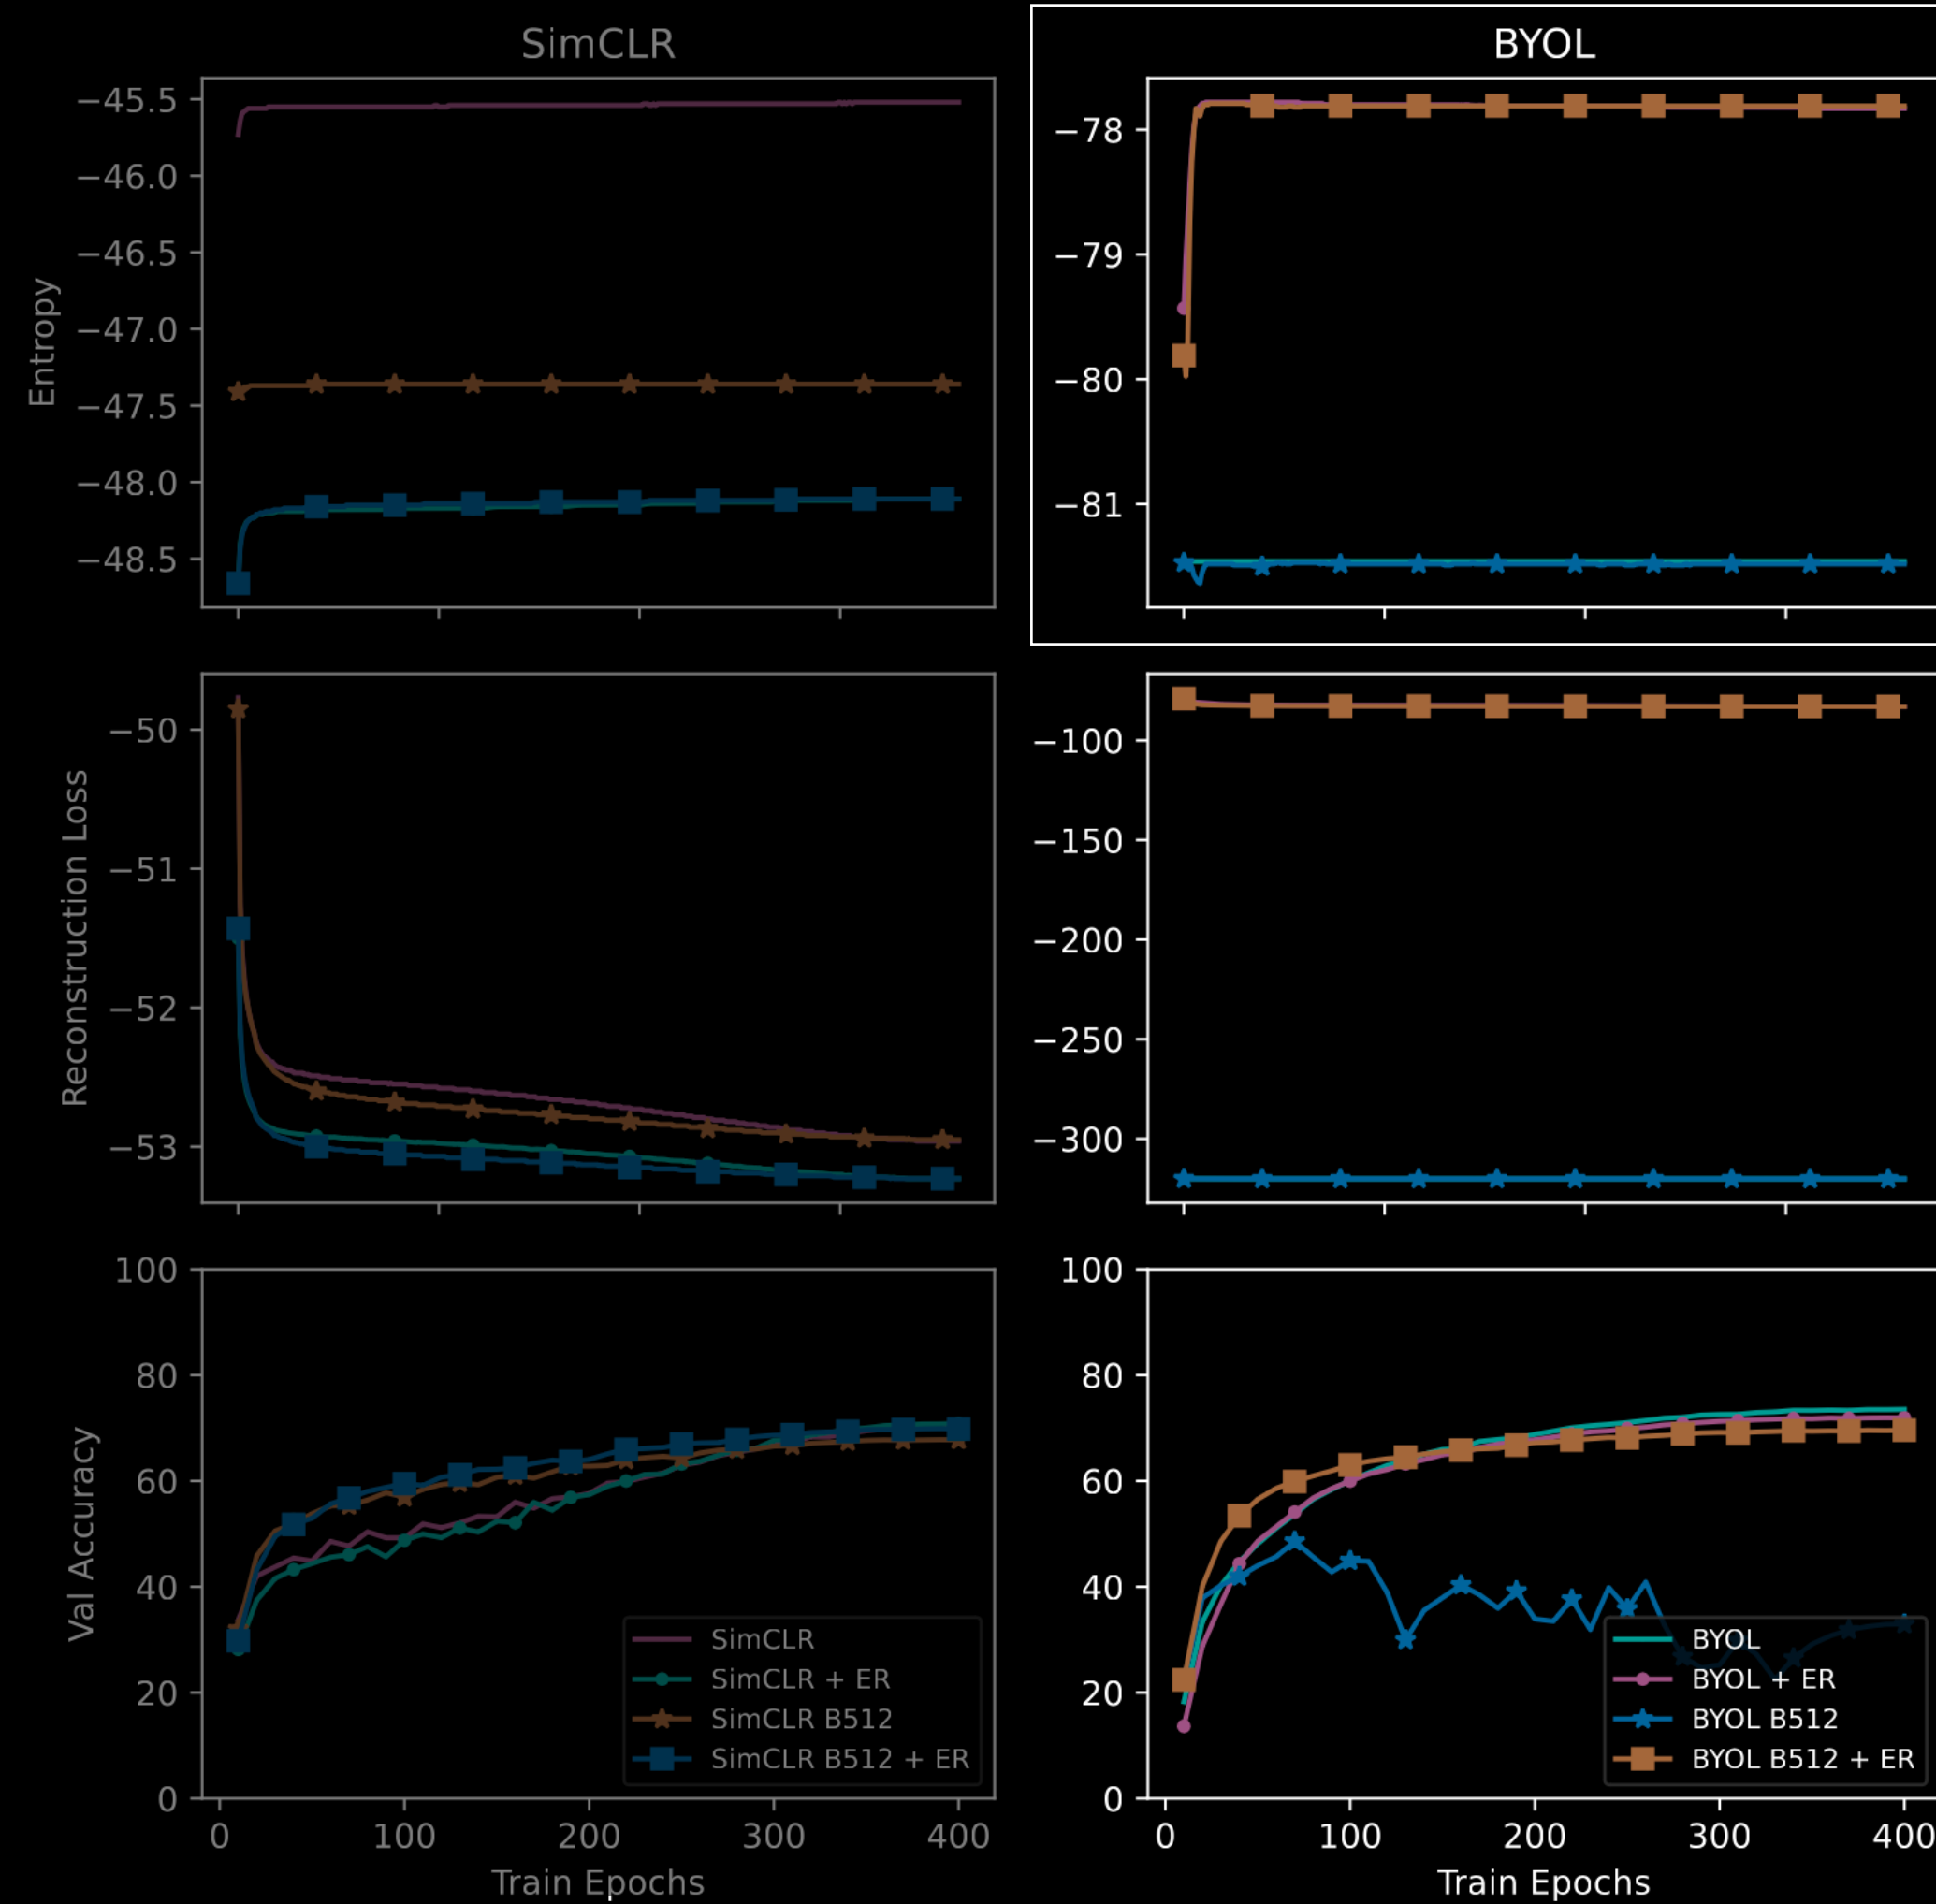 SimCLR
BYOL
Entropy
−45.5
−46.0
−46.5
−47.0
−47.5
−48.0
−48.5
−78
−79
−80
−81
Reconstruction Loss
−50
−51
−52
−53
−100
−150
−200
−250
−300
Val Accuracy
100
80
60
40
20
0
0 100 200 300 400
Train Epochs
SimCLR
SimCLR + ER
SimCLR B512
SimCLR B512 + ER
100
80
60
40
20
0
0 100 200 300 400
Train Epochs
BYOL
BYOL + ER
BYOL B512
BYOL B512 + ER